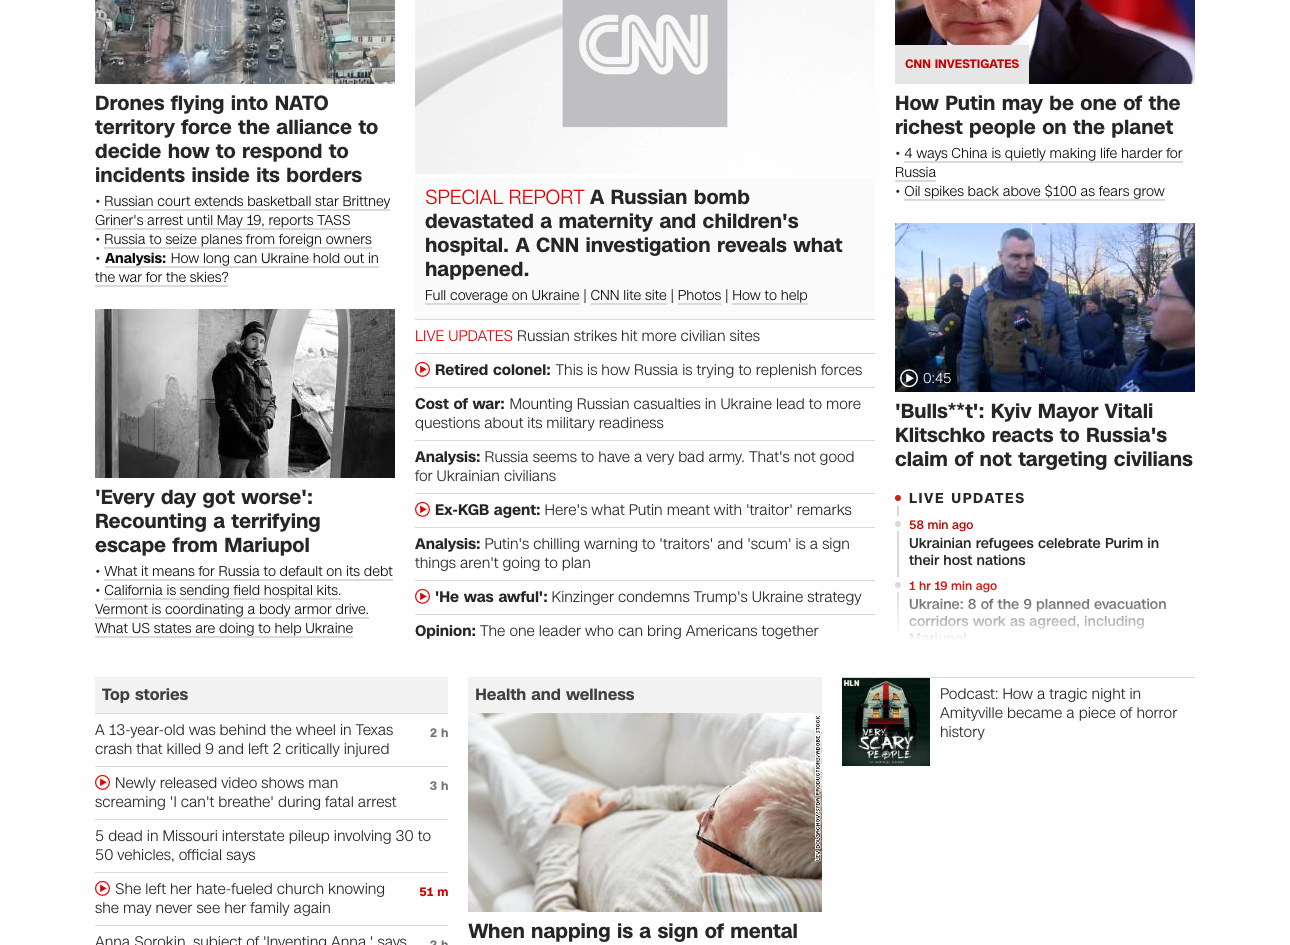 Drones flying into NATO
territory force the alliance to
decide how to respond to
incidents inside its borders
• Russian court extends basketball star Brittney
Griner's arrest until May 19, reports TASS
• Russia to seize planes from foreign owners
• Analysis: How long can Ukraine hold out in
the war for the skies?
'Every day got worse':
Recounting a terrifying
escape from Mariupol
• What it means for Russia to default on its debt
• California is sending field hospital kits.
Vermont is coordinating a body armor drive.
What US states are doing to help Ukraine
CNN
SPECIAL REPORT A Russian bomb
devastated a maternity and children's
hospital. A CNN investigation reveals what
happened.
Full coverage on Ukraine | CNN lite site | Photos | How to help
LIVE UPDATES Russian strikes hit more civilian sites
Retired colonel: This is how Russia is trying to replenish forces
Cost of war: Mounting Russian casualties in Ukraine lead to more
questions about its military readiness
Analysis: Russia seems to have a very bad army. That's not good
for Ukrainian civilians
Ex-KGB agent: Here's what Putin meant with 'traitor' remarks
Analysis: Putin's chilling warning to 'traitors' and 'scum' is a sign
things aren't going to plan
'He was awful': Kinzinger condemns Trump's Ukraine strategy
Opinion: The one leader who can bring Americans together
CNN INVESTIGATES
How Putin may be one of the
richest people on the planet
• 4 ways China is quietly making life harder for
Russia
• Oil spikes back above $100 as fears grow
0:45
'Bulls**t': Kyiv Mayor Vitali
Klitschko reacts to Russia's
claim of not targeting civilians
LIVE UPDATES
58 min ago
Ukrainian refugees celebrate Purim in
their host nations
1 hr 19 min ago
Ukraine: 8 of the 9 planned evacuation
corridors work as agreed, including
Mariupol
Top stories
A 13-year-old was behind the wheel in Texas
crash that killed 9 and left 2 critically injured
2 h
Newly released video shows man
screaming 'I can't breathe' during fatal arrest
3 h
5 dead in Missouri interstate pileup involving 30 to
50 vehicles, official says
She left her hate-fueled church knowing
she may never see her family again
51 m
Anna Sorokin, subject of 'Inventing Anna,' says
Health and wellness
When napping is a sign of mental
HLN
VERY
SCARY
PEOPLE
Podcast: How a tragic night in
Amityville became a piece of horror
history